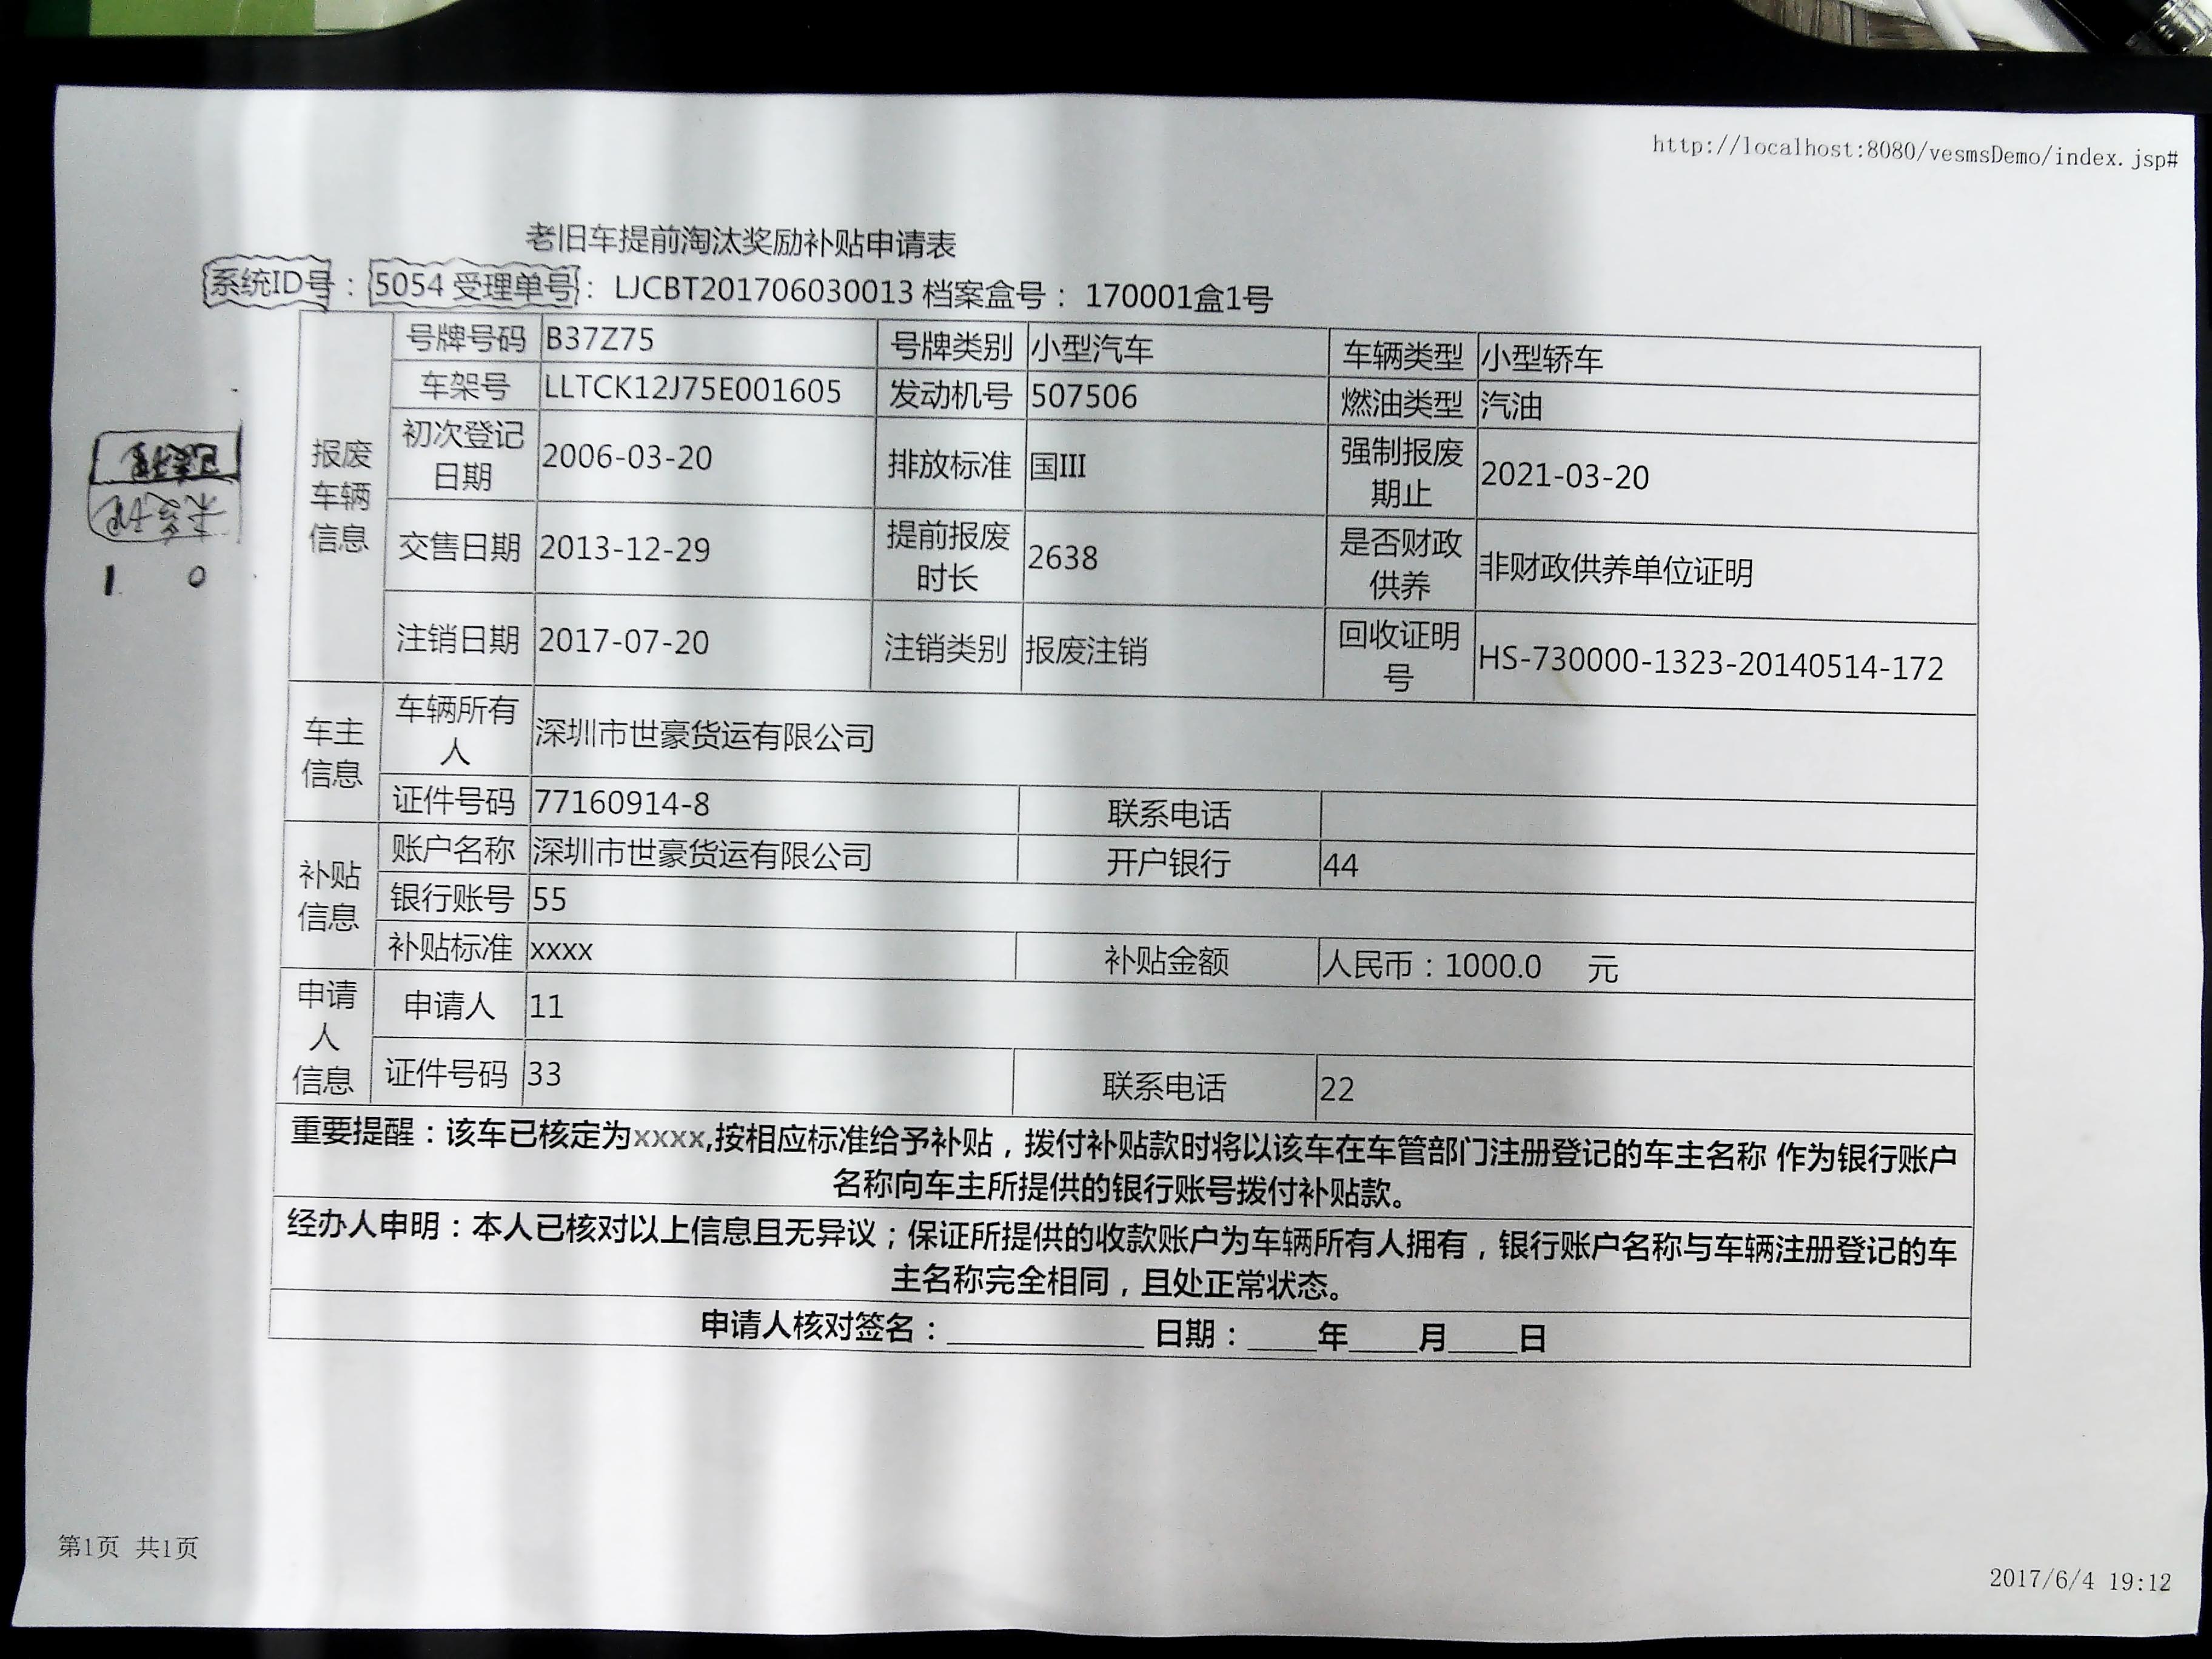 http://localhost:8080/vesmsDemo/index.jsp#
老旧车提前淘汰奖励补贴申请表
系统ID号： 5054 受理单号： LJCBT201706030013 档案盒号： 170001盒1号
报废车辆信息
号牌号码 B37Z75 号牌类别 小型汽车 车辆类型 小型轿车
车架号 LLTCK12J75E001605 发动机号 507506 燃油类型 汽油
初次登记日期 2006-03-20 排放标准 国III 强制报废期止 2021-03-20
交售日期 2013-12-29 提前报废时长 2638 是否财政供养 非财政供养单位证明
注销日期 2017-07-20 注销类别 报废注销 回收证明号 HS-730000-1323-20140514-172
车主信息
车辆所有人 深圳市世豪货运有限公司
证件号码 77160914-8 联系电话
补贴信息
账户名称 深圳市世豪货运有限公司 开户银行 44
银行账号 55
补贴标准 xxxx 补贴金额 人民币：1000.0 元
申请人信息
申请人 11
证件号码 33 联系电话 22
重要提醒：该车已核定为xxxx,按相应标准给予补贴，拨付补贴款时将以该车在车管部门注册登记的车主名称 作为银行账户
名称向车主所提供的银行账号拨付补贴款。
经办人申明：本人已核对以上信息且无异议；保证所提供的收款账户为车辆所有人拥有，银行账户名称与车辆注册登记的车
主名称完全相同，且处正常状态。
申请人核对签名：____________ 日期：____年____月____日
1 0
第1页 共1页
2017/6/4 19:12